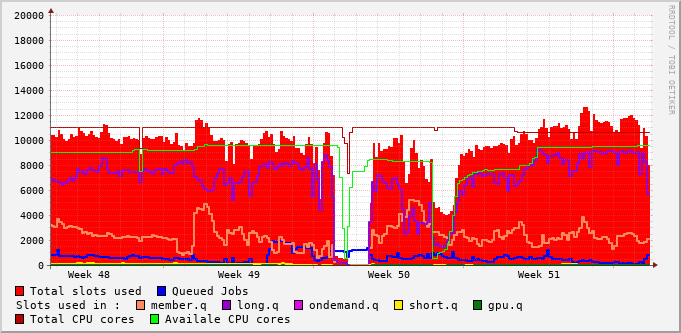 RRDTOOL / TOBI OETIKER
20000
18000
16000
14000
12000
10000
8000
6000
4000
2000
0
Week 48 Week 49 Week 50 Week 51
Total slots used Queued Jobs
Slots used in : member.q long.q ondemand.q short.q gpu.q
Total CPU cores Availale CPU cores